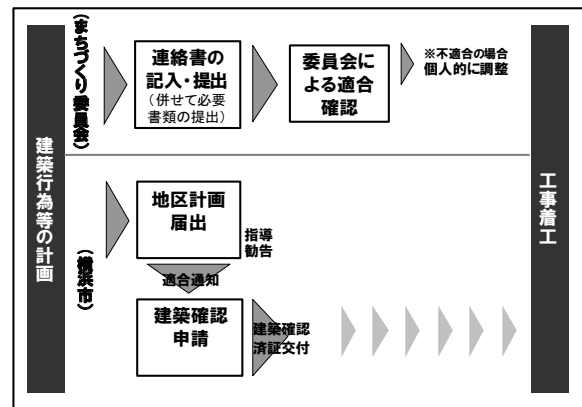 建築行為等の計画
(まちづくり委員会)
連絡書の
記入・提出
(併せて必要
書類の提出)
委員会に
よる適合
確認
※不適合の場合
個人的に調整
(横浜市)
地区計画
届出
指導
勧告
適合通知
建築確認
申請
建築確認
済証交付
工事着工